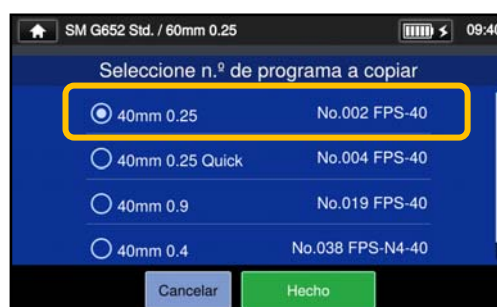 SM G652 Std. / 60mm 0.25 09:40
Seleccione n.º de programa a copiar
40mm 0.25 No.002 FPS-40
40mm 0.25 Quick No.004 FPS-40
40mm 0.9 No.019 FPS-40
40mm 0.4 No.038 FPS-N4-40
Cancelar Hecho